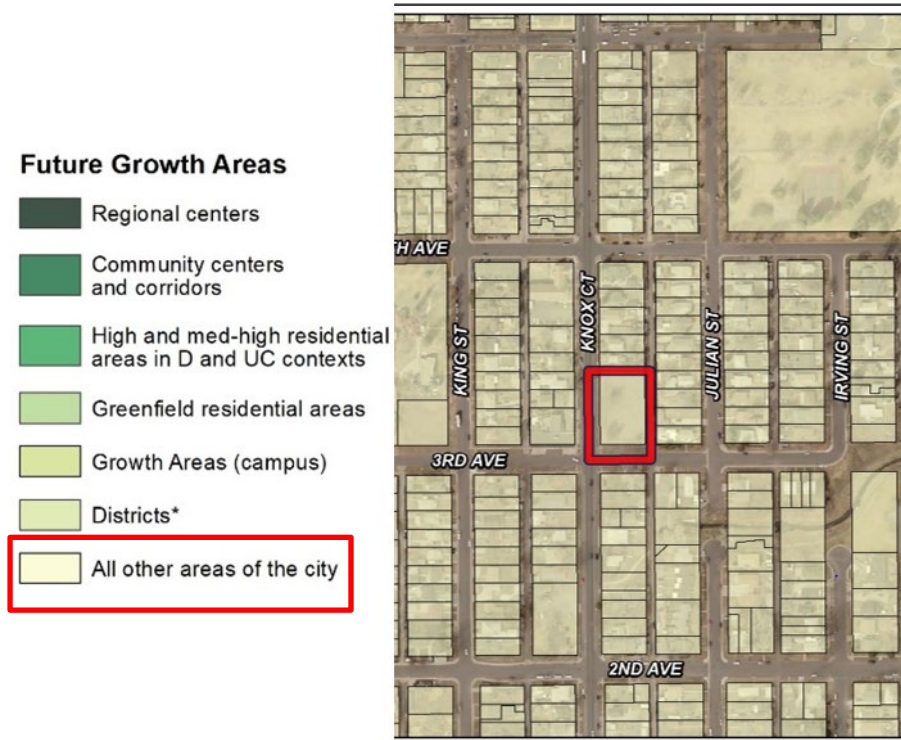 Future Growth Areas
Regional centers
Community centers
and corridors
High and med-high residential
areas in D and UC contexts
Greenfield residential areas
Growth Areas (campus)
Districts*
All other areas of the city
TH AVE
KING ST
KNOX CT
JULIAN ST
IRVING ST
3RD AVE
2ND AVE